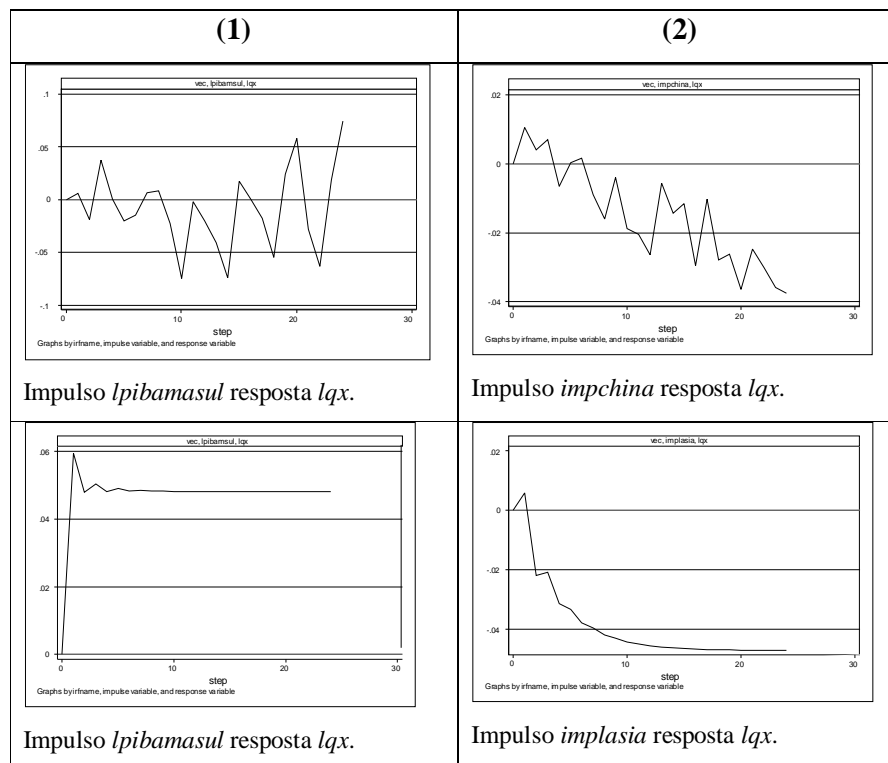 (1)
(2)
vec, lpibamsul, lqx
.1
.05
0
-.05
-.1
0
10
20
30
step
Graphs by irfname, impulse variable, and response variable
Impulso lpibamasul resposta lqx.
vec, impchina, lqx
.02
0
-.02
-.04
0
10
20
30
step
Graphs by irfname, impulse variable, and response variable
Impulso impchina resposta lqx.
vec, lpibamsul, lqx
.06
.04
.02
0
0
10
20
30
step
Graphs by irfname, impulse variable, and response variable
Impulso lpibamasul resposta lqx.
vec, implasia, lqx
.02
0
-.02
-.04
0
10
20
30
step
Graphs by irfname, impulse variable, and response variable
Impulso implasia resposta lqx.